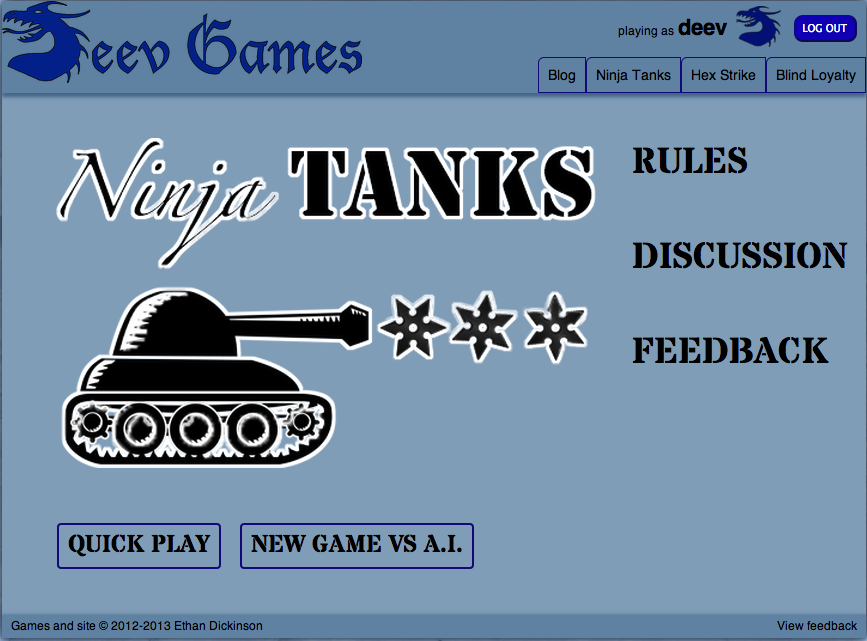 Deev Games
playing as deev
LOG OUT
Blog
Ninja Tanks
Hex Strike
Blind Loyalty
Ninja TANKS
RULES
DISCUSSION
FEEDBACK
QUICK PLAY
NEW GAME VS A.I.
Games and site © 2012-2013 Ethan Dickinson
View feedback